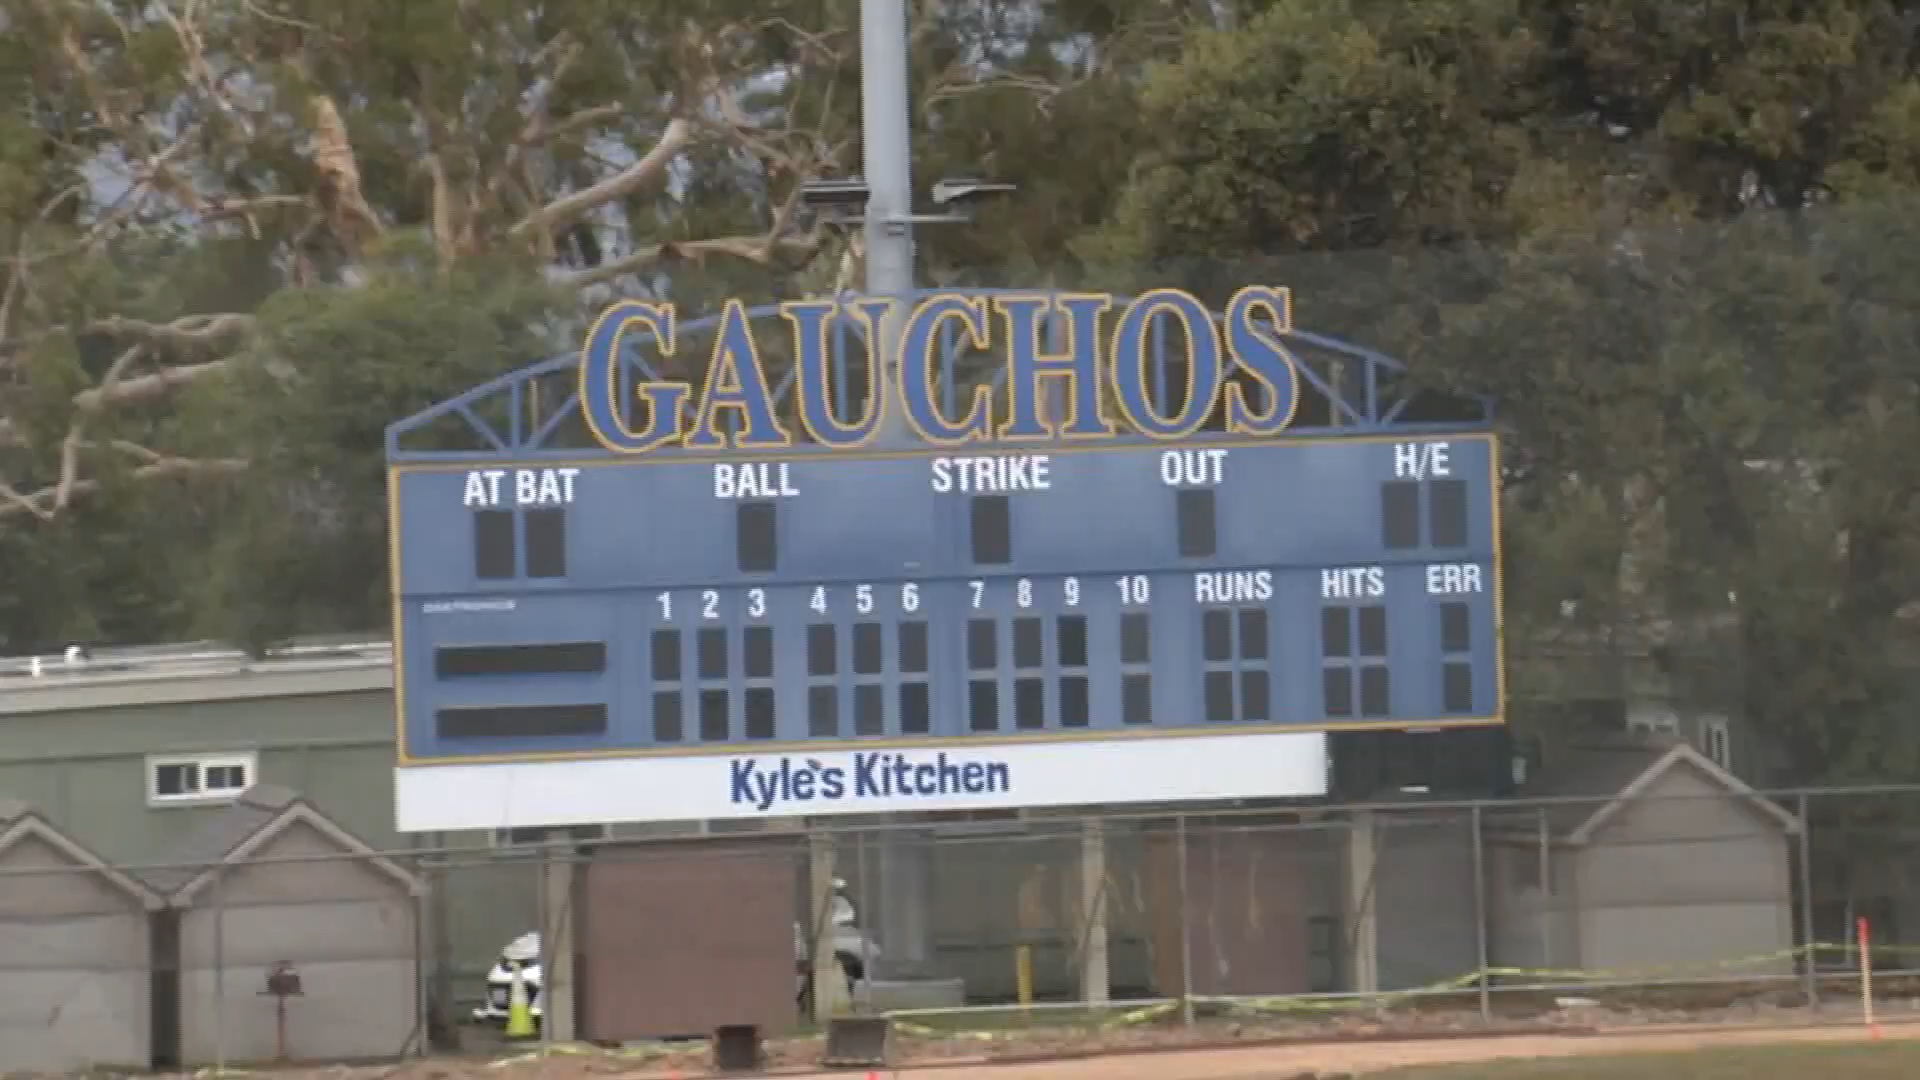 GAUCHOS
AT BAT BALL STRIKE OUT H/E
DAKTRONICS 1 2 3 4 5 6 7 8 9 10 RUNS HITS ERR
Kyle's Kitchen